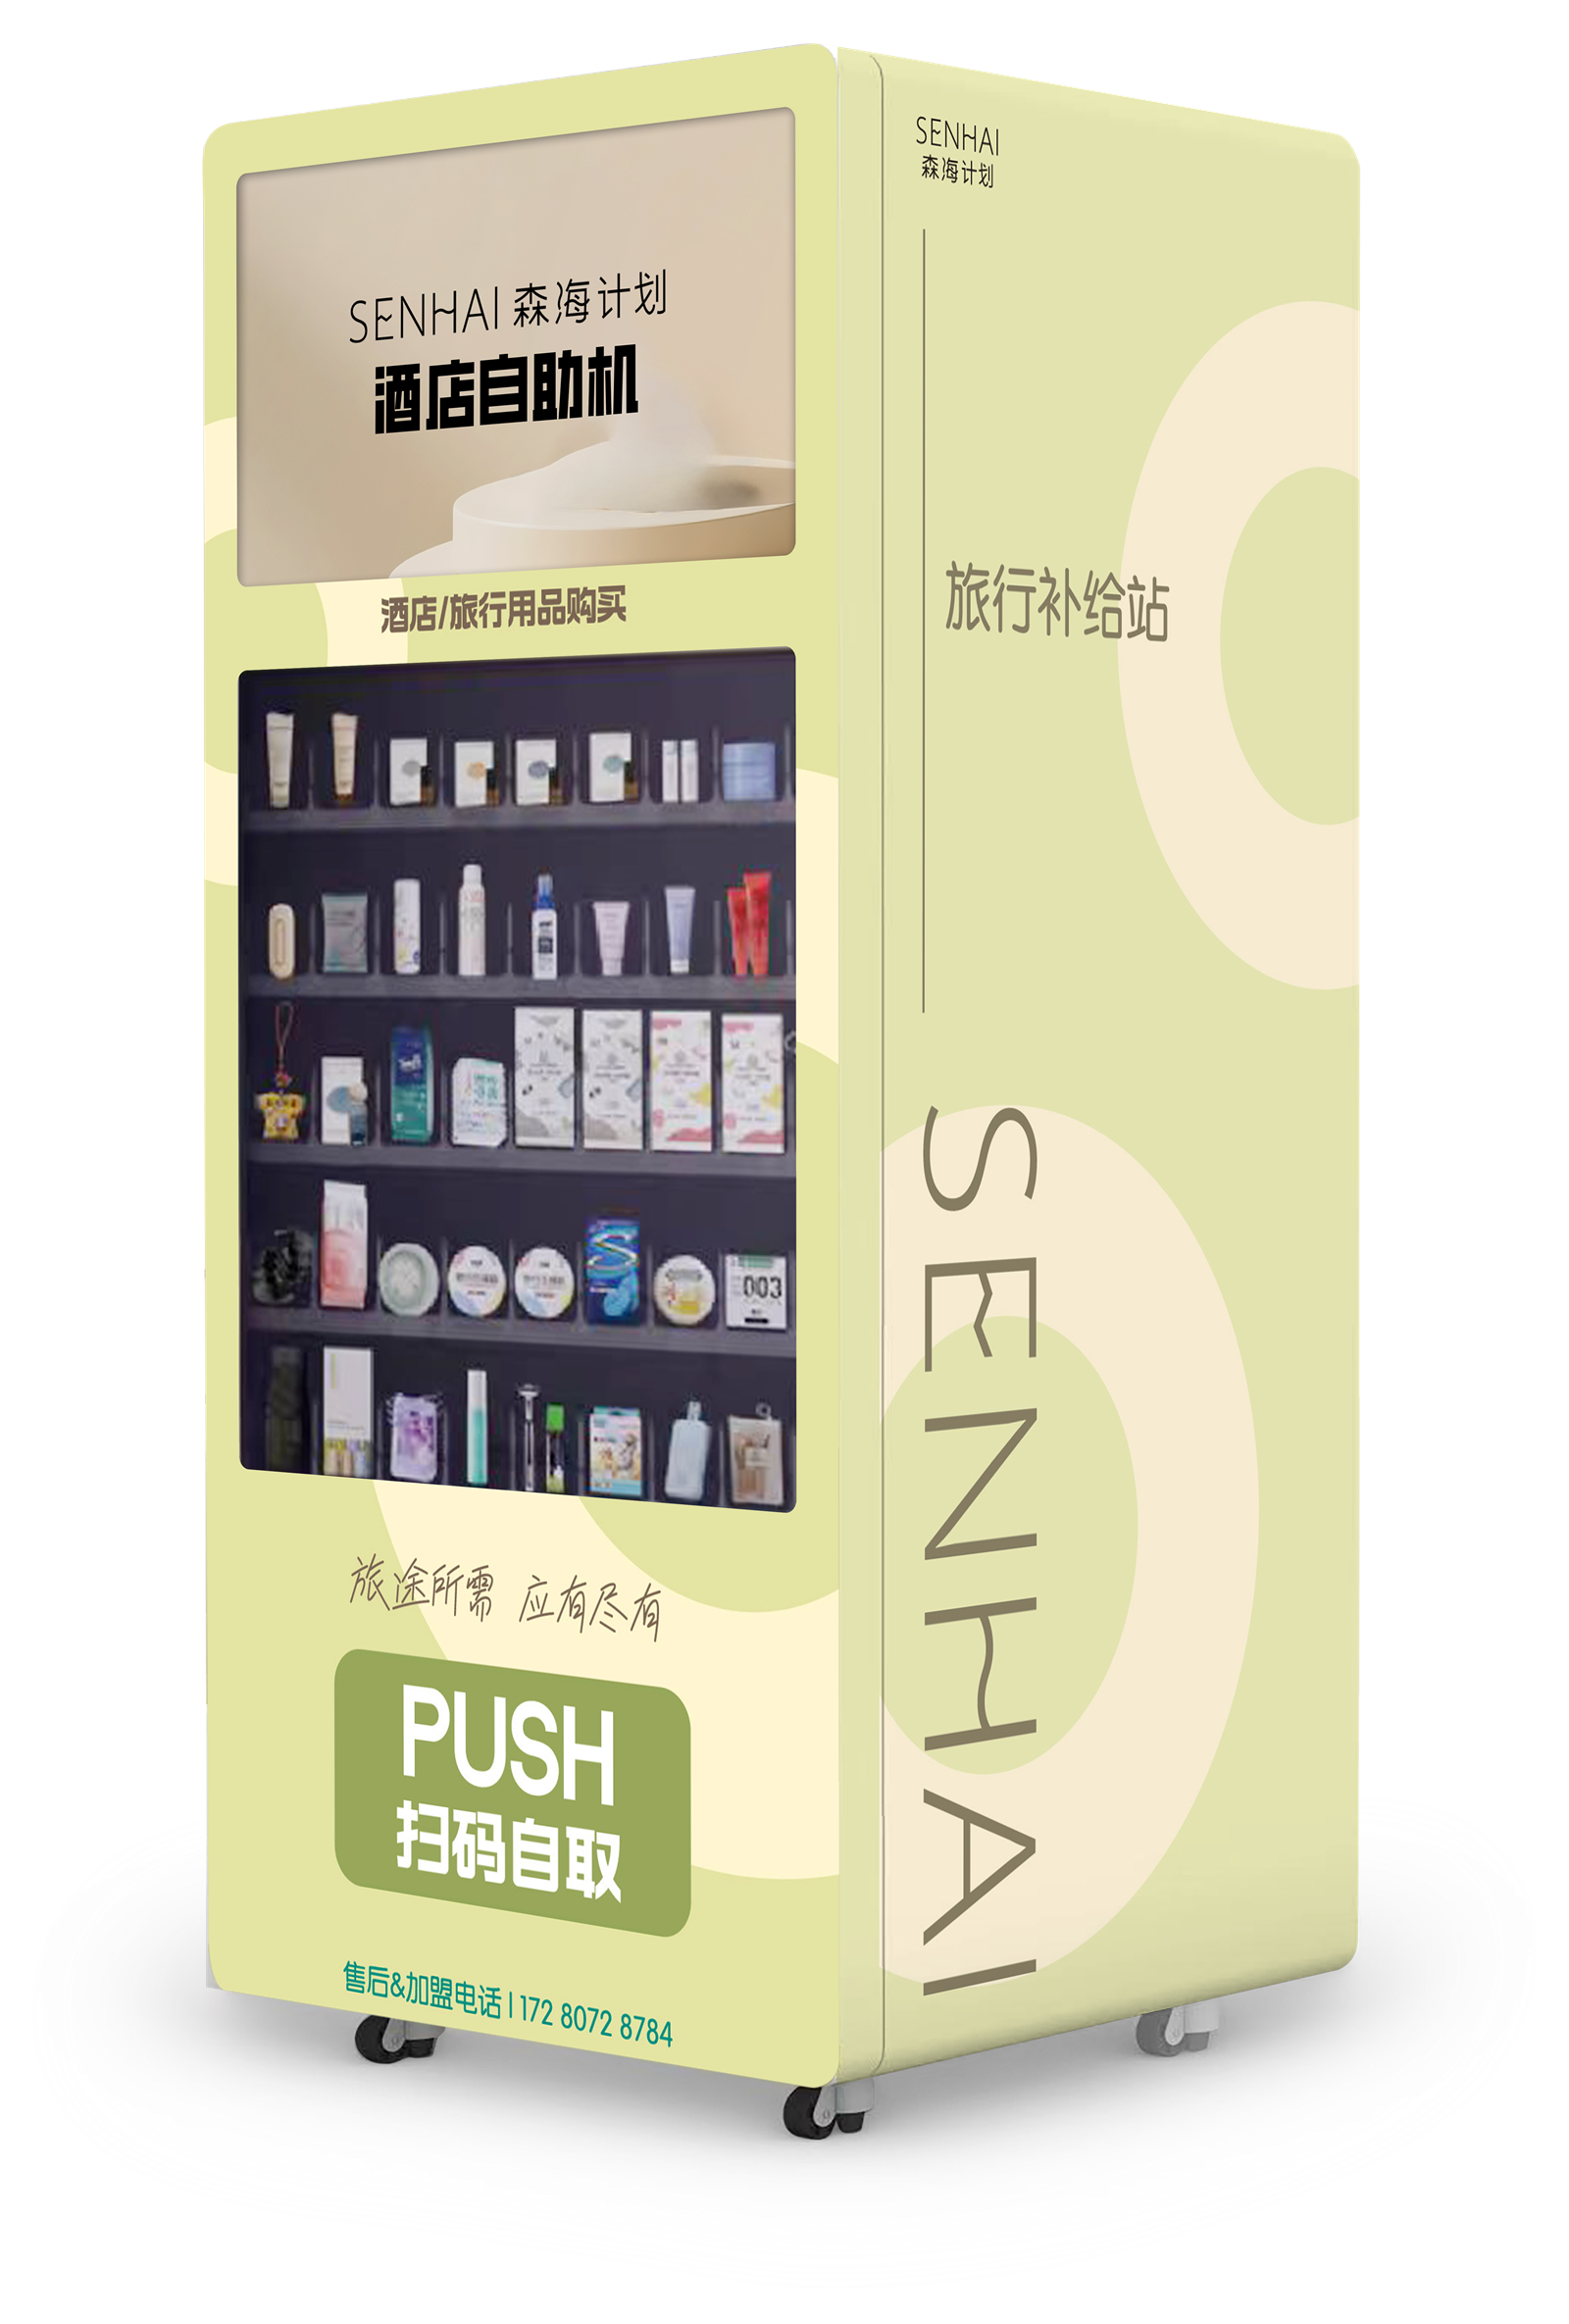 SENHAI 森海计划
酒店自助机
酒店/旅行用品购买
003
旅途所需 应有尽有
PUSH
扫码自取
售后&加盟电话 | 172 8072 8784
SENHAI
森海计划
旅行补给站
SENHAI